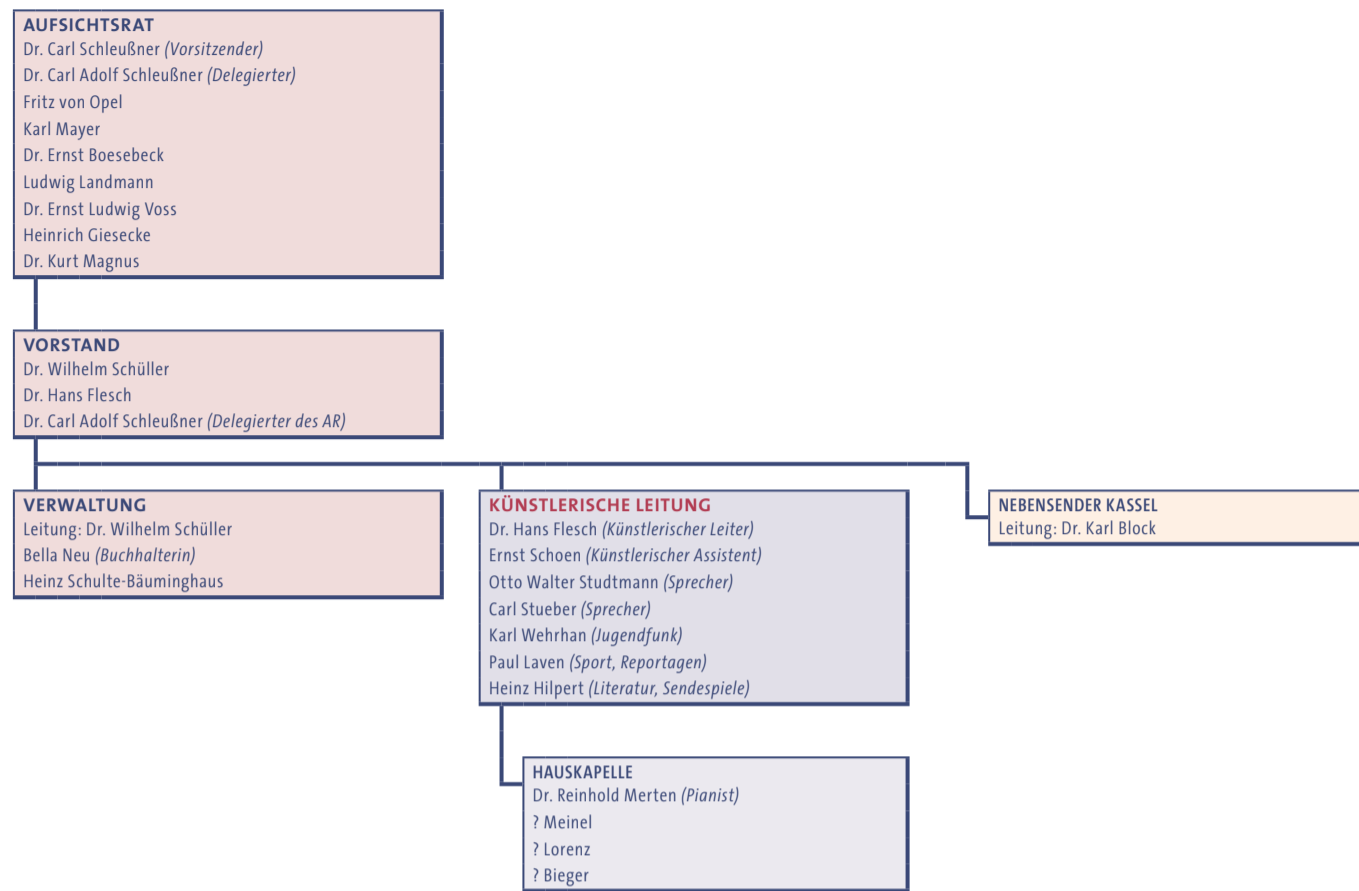 AUFSICHTSRAT
Dr. Carl Schleußner (Vorsitzender)
Dr. Carl Adolf Schleußner (Delegierter)
Fritz von Opel
Karl Mayer
Dr. Ernst Boesebeck
Ludwig Landmann
Dr. Ernst Ludwig Voss
Heinrich Giesecke
Dr. Kurt Magnus
VORSTAND
Dr. Wilhelm Schüller
Dr. Hans Flesch
Dr. Carl Adolf Schleußner (Delegierter des AR)
VERWALTUNG
Leitung: Dr. Wilhelm Schüller
Bella Neu (Buchhalterin)
Heinz Schulte-Bäuminghaus
KÜNSTLERISCHE LEITUNG
Dr. Hans Flesch (Künstlerischer Leiter)
Ernst Schoen (Künstlerischer Assistent)
Otto Walter Studtmann (Sprecher)
Carl Stueber (Sprecher)
Karl Wehrhan (Jugendfunk)
Paul Laven (Sport, Reportagen)
Heinz Hilpert (Literatur, Sendespiele)
NEBENSENDER KASSEL
Leitung: Dr. Karl Block
HAUSKAPELLE
Dr. Reinhold Merten (Pianist)
? Meinel
? Lorenz
? Bieger